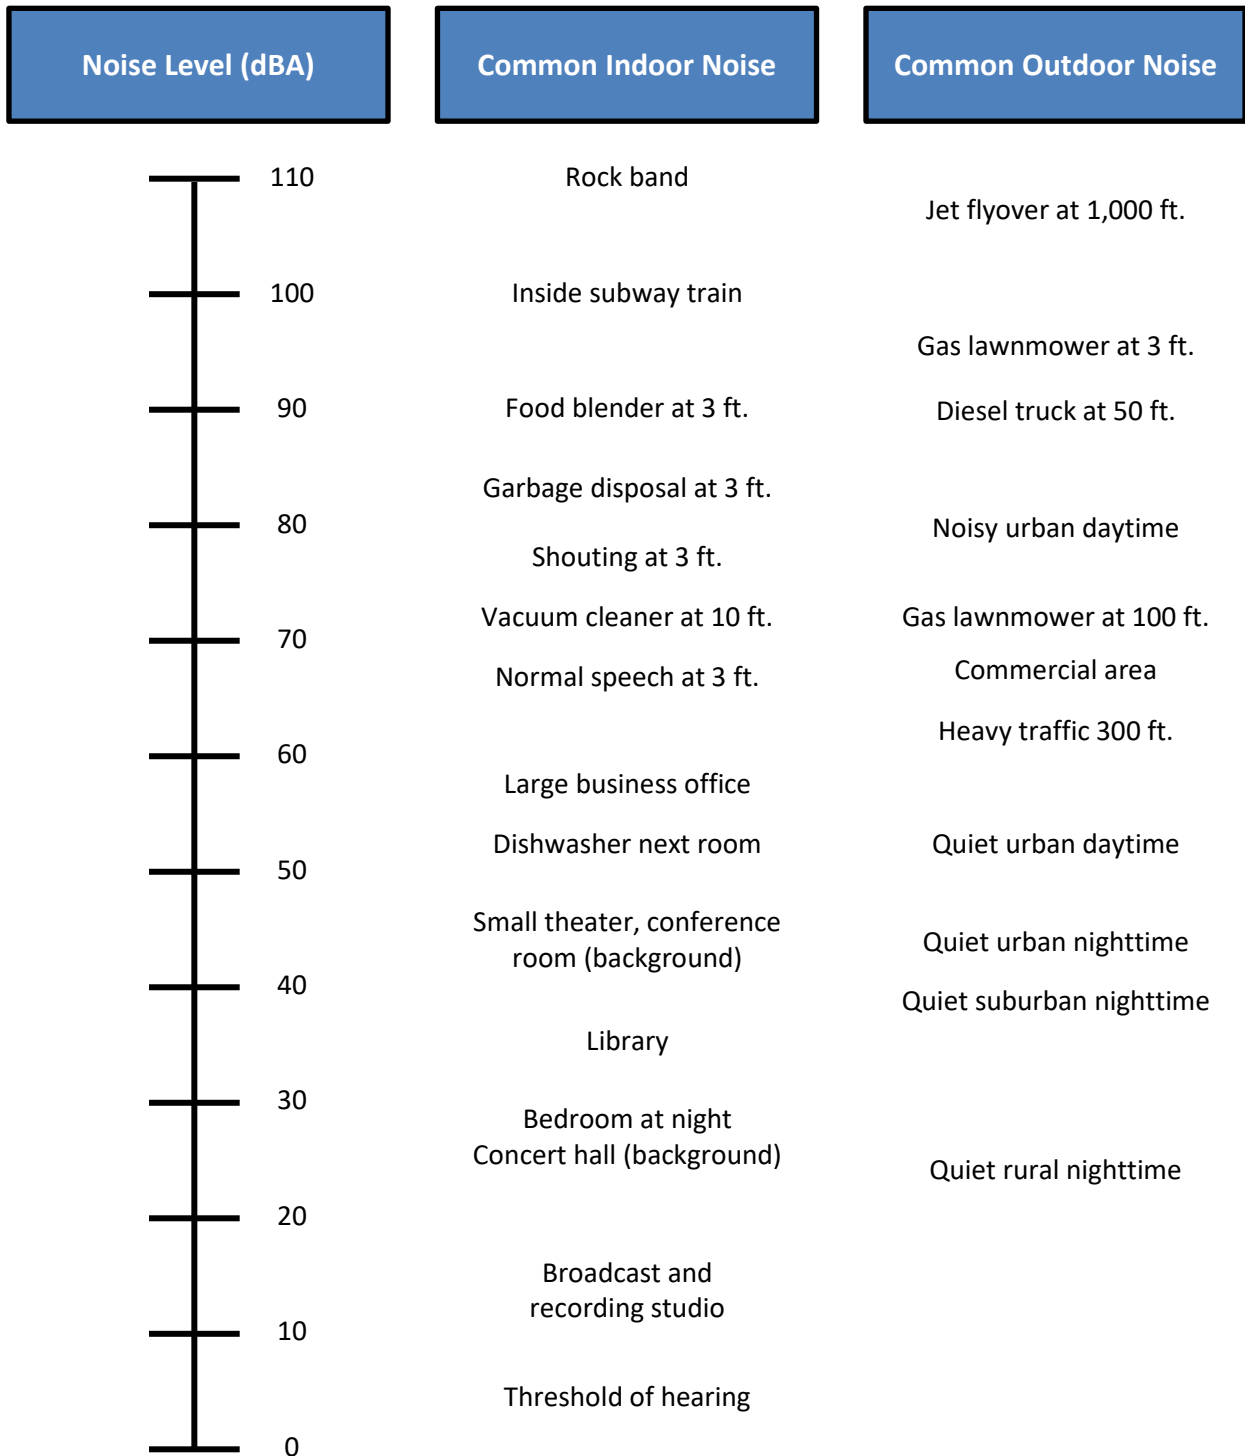 Noise Level (dBA)
Common Indoor Noise
Common Outdoor Noise
110
Rock band
Jet flyover at 1,000 ft.
100
Inside subway train
Gas lawnmower at 3 ft.
90
Food blender at 3 ft.
Diesel truck at 50 ft.
Garbage disposal at 3 ft.
80
Noisy urban daytime
Shouting at 3 ft.
Vacuum cleaner at 10 ft.
Gas lawnmower at 100 ft.
70
Commercial area
Normal speech at 3 ft.
Heavy traffic 300 ft.
60
Large business office
Dishwasher next room
Quiet urban daytime
50
Small theater, conference
room (background)
Quiet urban nighttime
40
Quiet suburban nighttime
Library
30
Bedroom at night
Concert hall (background)
Quiet rural nighttime
20
Broadcast and
recording studio
10
Threshold of hearing
0